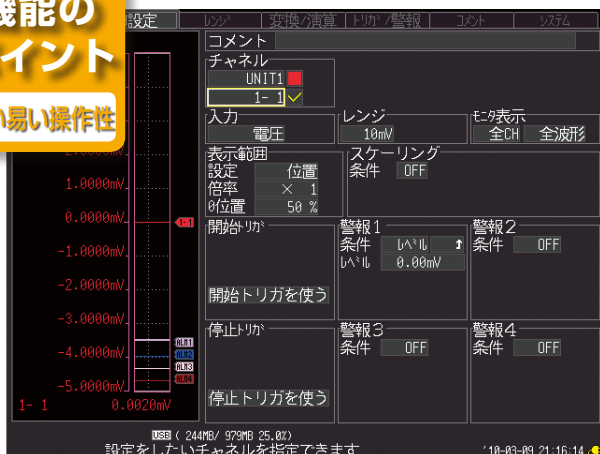 機能の
イント
い易い操作性
設定
レンジ 変換/演算 トリガ/警報 コメント システム
コメント
チャネル
UNIT1
1- 1
入力
電圧
レンジ
10mV
モニタ表示
全CH 全波形
表示範囲
設定 位置
倍率 × 1
0位置 50 %
スケーリング
条件 OFF
開始トリガ
開始トリガを使う
警報1
条件 レベル ↑
レベル 0.00mV
警報2
条件 OFF
停止トリガ
停止トリガを使う
警報3
条件 OFF
警報4
条件 OFF
1.0000mV
0.0000mV
1-1
-1.0000mV
-2.0000mV
-3.0000mV
ALM1
-4.0000mV
ALM2
ALM3
ALM4
-5.0000mV
1- 1 0.0020mV
USB ( 244MB/ 979MB 25.0%)
設定をしたいチャネルを指定できます
'10-03-09 21:16:14